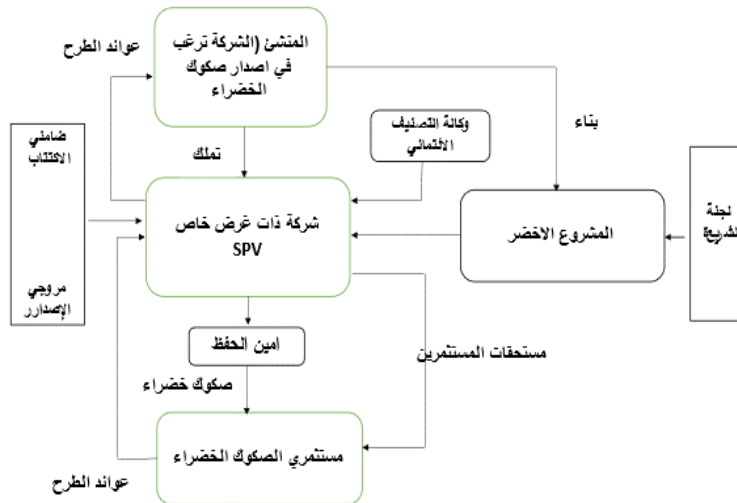 عوائد الطرح
المنشئ (الشركة ترغب
في اصدار صكوك
الخضراء
وكالة التصنيف
الائتماني
بناء
ضامني
الاكتتاب
تملك
لجنة
الشريعة
شركة ذات غرض خاص
SPV
المشروع الاخضر
مروجي
الإصدارر
امين الحفظ
مستحقات المستثمرين
صكوك خضراء
مستثمري الصكوك الخضراء
عوائد الطرح